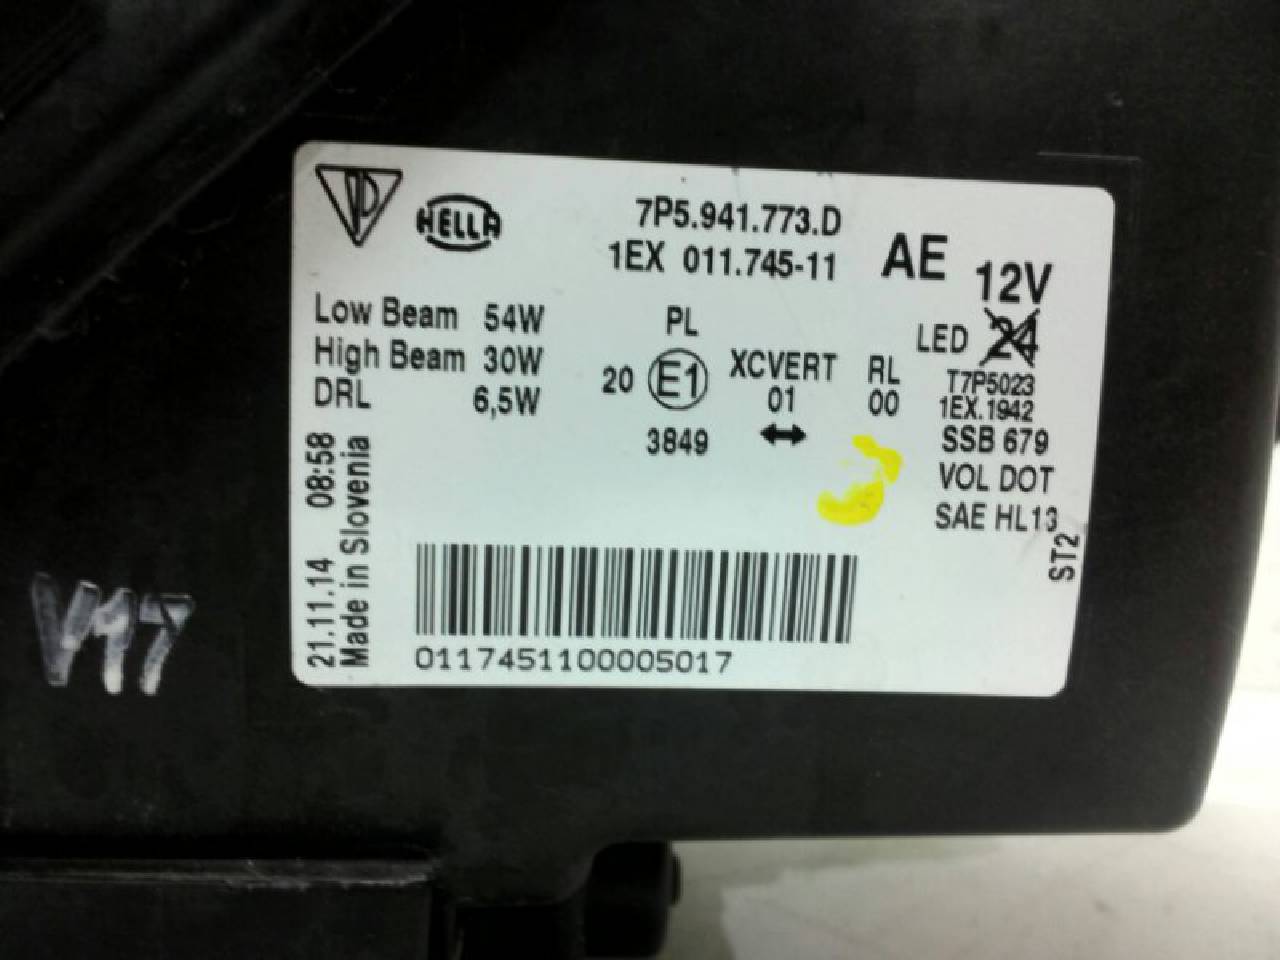 HELLA
7P5.941.773.D
1EX 011.745-11
AE
12V
Low Beam 54W
High Beam 30W
DRL 6,5W
PL
20 E1
3849
XCVERT
01
RL
00
LED 24
T7P5023
1EX.1942
SSB 679
VOL DOT
SAE HL13
ST2
21.11.14 08:58
Made in Slovenia
0117451100005017
V17